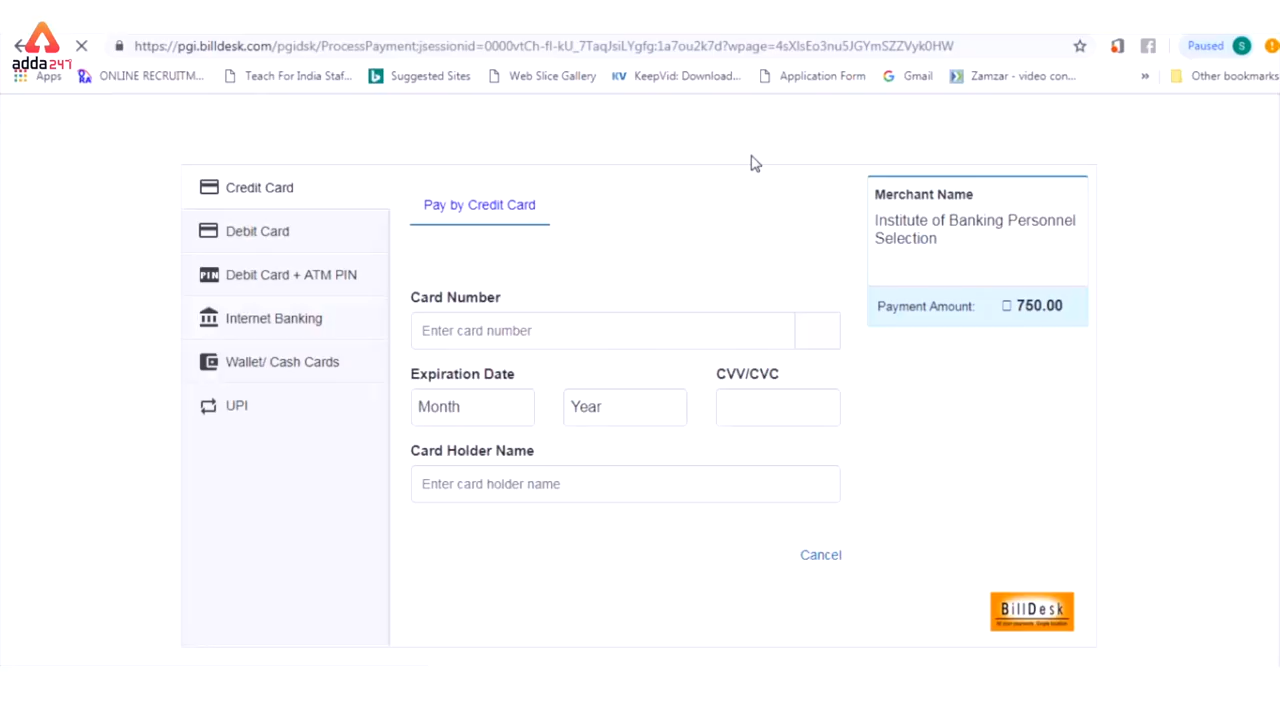 adda247
https://pgi.billdesk.com/pgidsk/ProcessPayment;jsessionid=0000vtCh-fl-kU_7TaqJsiLYgfg:1a7ou2k7d?wpage=4sXlsEo3nu5JGYmSZZVyk0HW
Paused S
Apps ONLINE RECRUITM... Teach For India Staf... Suggested Sites Web Slice Gallery KV KeepVid: Download... Application Form Gmail Zamzar - video con... » Other bookmarks
Credit Card
Debit Card
PIN Debit Card + ATM PIN
Internet Banking
Wallet/ Cash Cards
UPI
Pay by Credit Card
Card Number
Enter card number
Expiration Date CVV/CVC
Month Year
Card Holder Name
Enter card holder name
Cancel
Merchant Name
Institute of Banking Personnel
Selection
Payment Amount: 750.00
BillDesk